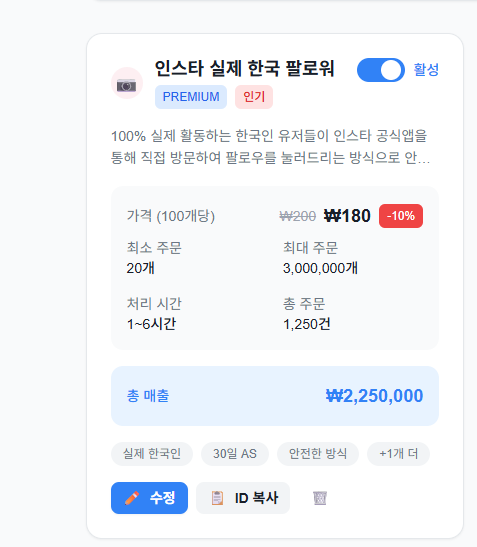 인스타 실제 한국 팔로워
활성
PREMIUM 인기
100% 실제 활동하는 한국인 유저들이 인스타 공식앱을
통해 직접 방문하여 팔로우를 눌러드리는 방식으로 안…
가격 (100개당) ₩200 ₩180 -10%
최소 주문
20개
최대 주문
3,000,000개
처리 시간
1~6시간
총 주문
1,250건
총 매출 ₩2,250,000
실제 한국인 30일 AS 안전한 방식 +1개 더
수정 ID 복사